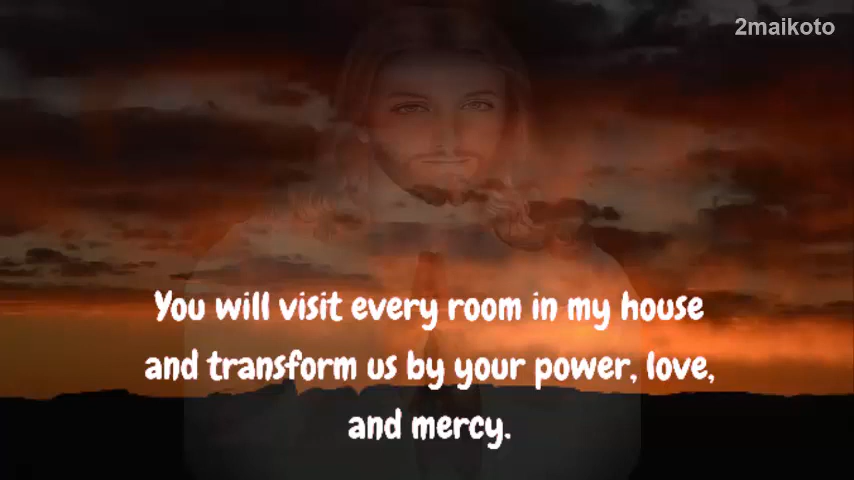 2maikoto
You will visit every room in my house
and transform us by your power, love,
and mercy.